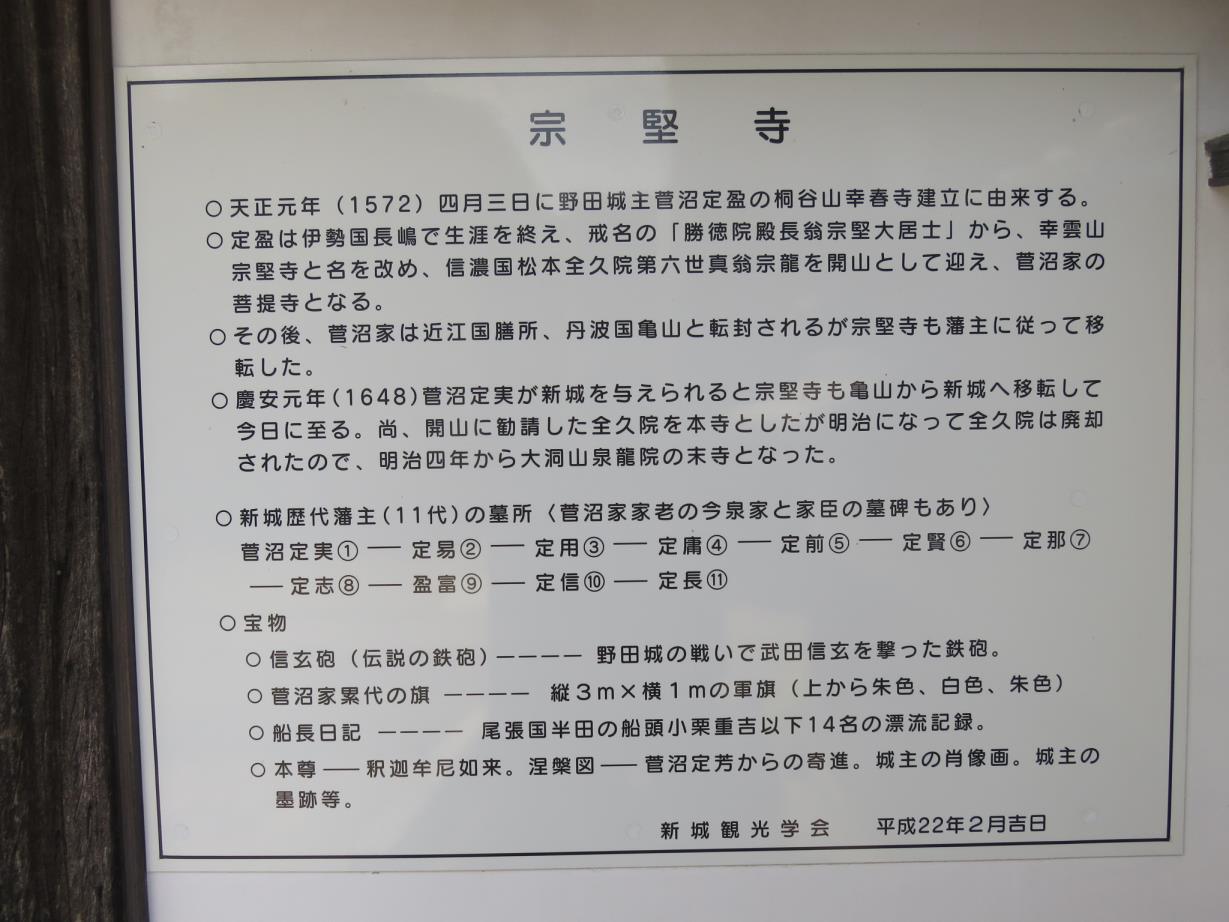 宗堅寺
○天正元年（1572）四月三日に野田城主菅沼定盈の桐谷山幸春寺建立に由来する。
○定盈は伊勢国長嶋で生涯を終え、戒名の「勝徳院殿長翁宗堅大居士」から、幸雲山
宗堅寺と名を改め、信濃国松本全久院第六世真翁宗龍を開山として迎え、菅沼家の
菩提寺となる。
○その後、菅沼家は近江国膳所、丹波国亀山と転封されるが宗堅寺も藩主に従って移
転した。
○慶安元年(1648)菅沼定実が新城を与えられると宗堅寺も亀山から新城へ移転して
今日に至る。尚、開山に勧請した全久院を本寺としたが明治になって全久院は廃却
されたので、明治四年から大洞山泉龍院の末寺となった。
○新城歴代藩主(11代)の墓所〈菅沼家家老の今泉家と家臣の墓碑もあり〉
菅沼定実① ── 定易② ── 定用③ ── 定庸④ ── 定前⑤ ── 定賢⑥ ── 定那⑦
── 定志⑧ ── 盈富⑨ ── 定信⑩ ── 定長⑪
○宝物
○信玄砲（伝説の鉄砲）−−−− 野田城の戦いで武田信玄を撃った鉄砲。
○菅沼家累代の旗 −−−− 縦３ｍ×横１ｍの軍旗（上から朱色、白色、朱色）
○船長日記 −−−− 尾張国半田の船頭小栗重吉以下14名の漂流記録。
○本尊──釈迦牟尼如来。涅槃図──菅沼定芳からの寄進。城主の肖像画。城主の
墨跡等。
新城観光学会　平成22年２月吉日